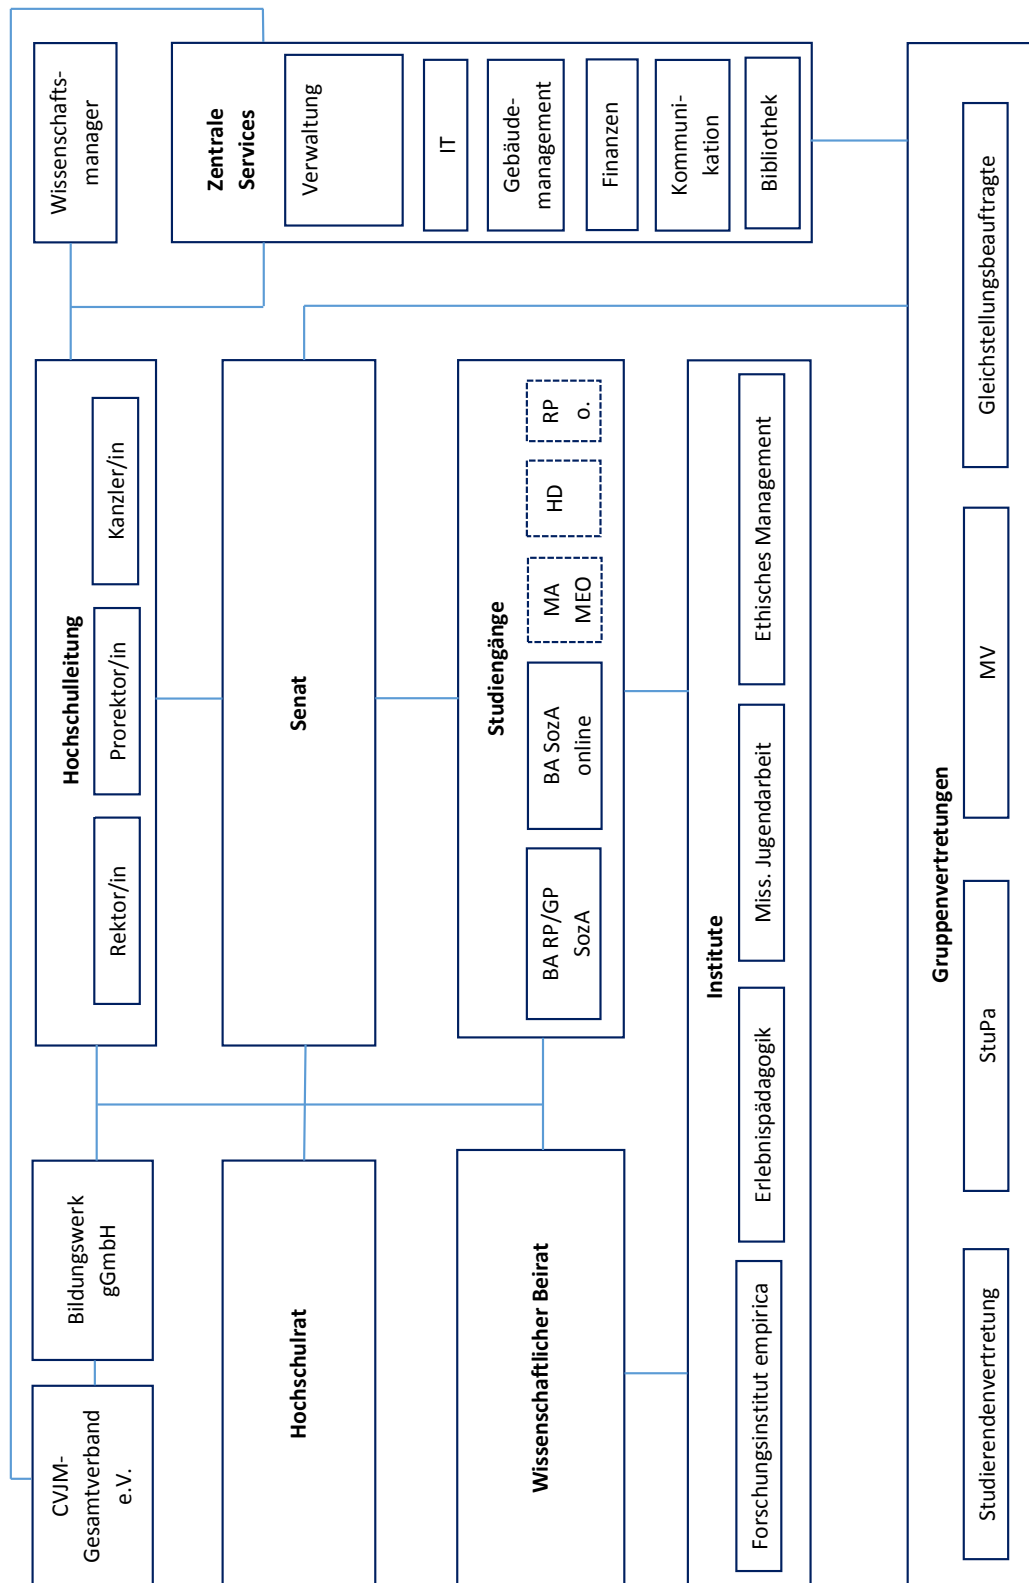 CVJM-
Gesamtverband
e.V.
Bildungswerk
gGmbH
Hochschulleitung
Rektor/in
Prorektor/in
Kanzler/in
Wissenschafts-
manager
Hochschulrat
Senat
Zentrale
Services
Verwaltung
IT
Gebäude-
management
Finanzen
Kommuni-
kation
Bibliothek
Wissenschaftlicher Beirat
Studiengänge
BA RP/GP
SozA
BA SozA
online
MA
MEO
HD
RP
o.
Institute
Forschungsinstitut empirica
Erlebnispädagogik
Miss. Jugendarbeit
Ethisches Management
Gruppenvertretungen
Studierendenvertretung
StuPa
MV
Gleichstellungsbeauftragte